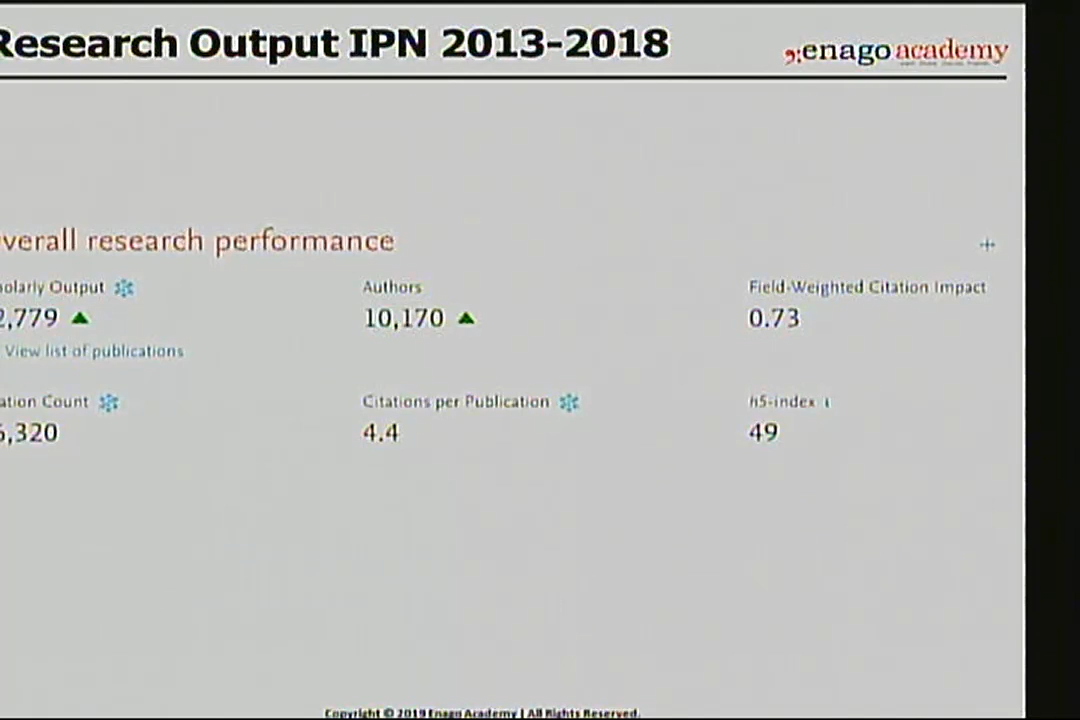 Research Output IPN 2013-2018
enago academy
verall research performance
olarly Output
Authors
Field-Weighted Citation Impact
2,779
10,170
0.73
View list of publications
ation Count
Citations per Publication
h5-index i
6,320
4.4
49
Copyright © 2019 Enago Academy | All Rights Reserved.